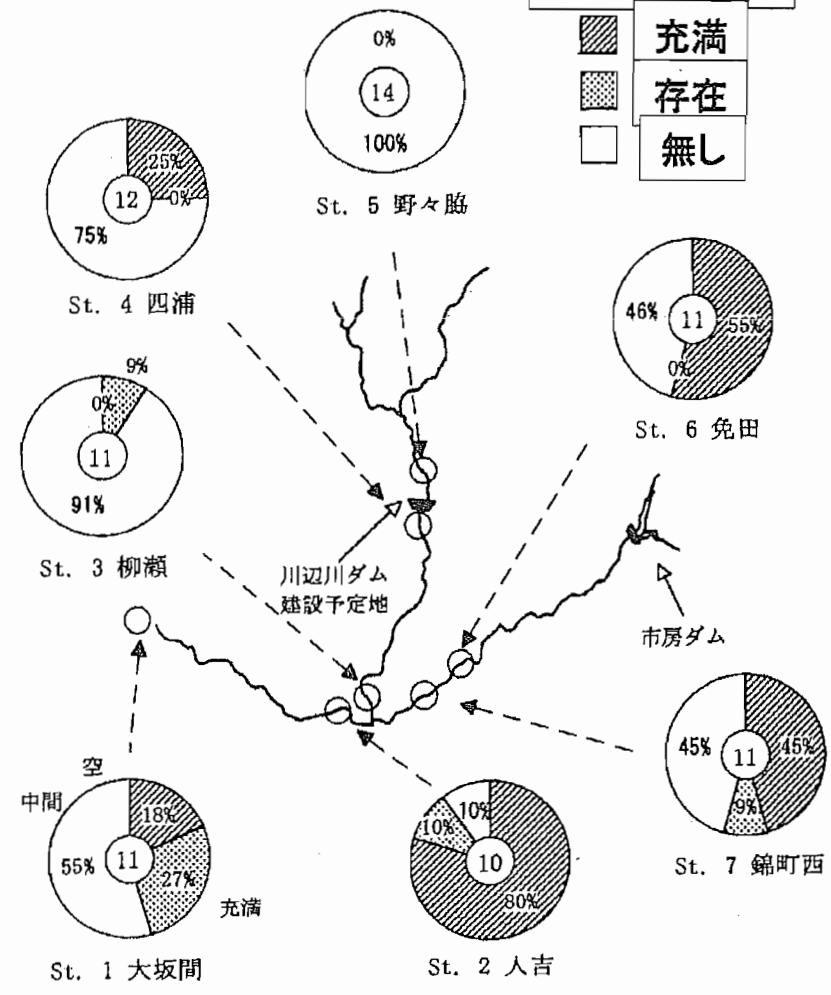 充満
存在
無し
0%
14
100%
St. 5 野々脇
25%
12
0%
75%
St. 4 四浦
46%
11
55%
0%
St. 6 免田
9%
0%
11
91%
St. 3 柳瀬
川辺川ダム
建設予定地
市房ダム
45%
11
45%
9%
St. 7 錦町西
空
中間
18%
55%
11
27%
充満
St. 1 大坂間
10%
10%
10
80%
St. 2 人吉